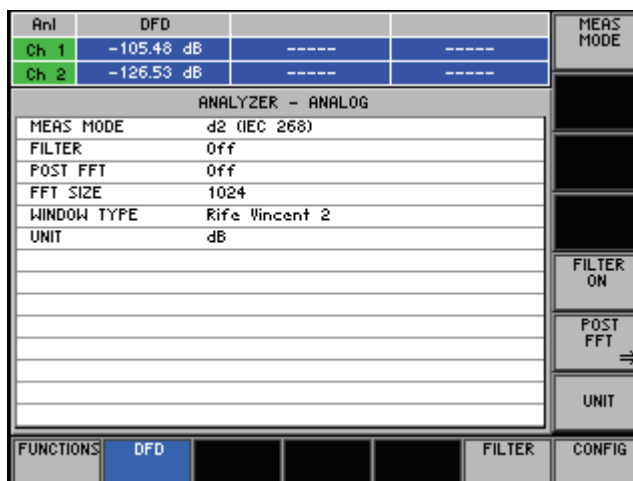 Anl DFD
Ch 1 -105.48 dB ----- -----
Ch 2 -126.53 dB ----- -----
ANALYZER - ANALOG
MEAS MODE d2 (IEC 268)
FILTER Off
POST FFT Off
FFT SIZE 1024
WINDOW TYPE Rife Vincent 2
UNIT dB
MEAS
MODE
FILTER
ON
POST
FFT
UNIT
FUNCTIONS DFD FILTER CONFIG